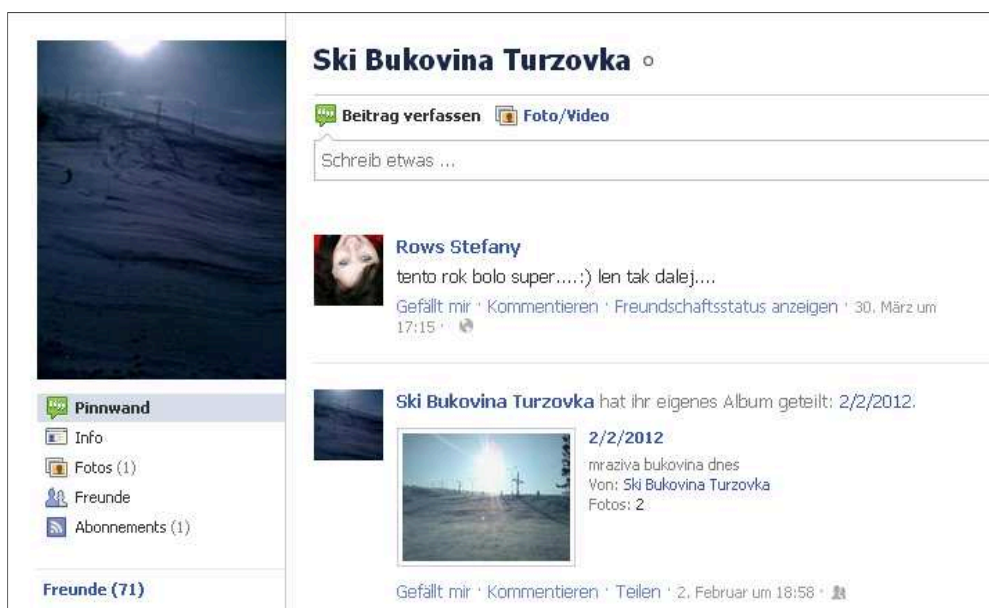 Ski Bukovina Turzovka
Beitrag verfassen Foto/Video
Schreib etwas ...
Rows Stefany
tento rok bolo super....:) len tak dalej....
Gefällt mir · Kommentieren · Freundschaftsstatus anzeigen · 30. März um
17:15 ·
Pinnwand
Info
Fotos (1)
Freunde
Abonnements (1)
Freunde (71)
Ski Bukovina Turzovka hat ihr eigenes Album geteilt: 2/2/2012.
2/2/2012
mraziva bukovina dnes
Von: Ski Bukovina Turzovka
Fotos: 2
Gefällt mir · Kommentieren · Teilen · 2. Februar um 18:58 ·